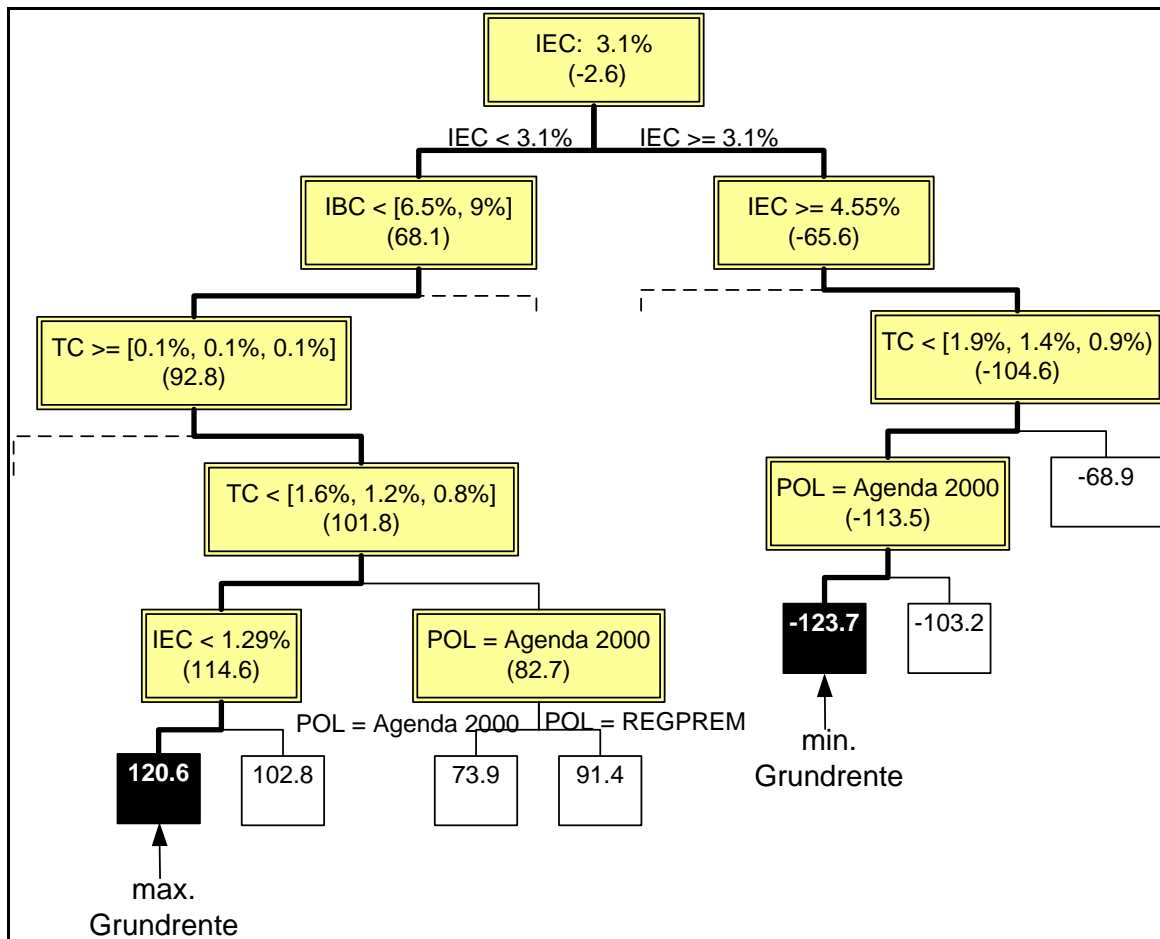 IEC: 3.1%
(-2.6)
IEC < 3.1%
IEC >= 3.1%
IBC < [6.5%, 9%]
(68.1)
IEC >= 4.55%
(-65.6)
TC >= [0.1%, 0.1%, 0.1%]
(92.8)
TC < [1.9%, 1.4%, 0.9%)
(-104.6)
TC < [1.6%, 1.2%, 0.8%]
(101.8)
POL = Agenda 2000
(-113.5)
-68.9
IEC < 1.29%
(114.6)
POL = Agenda 2000
(82.7)
-123.7
-103.2
POL = Agenda 2000
POL = REGPREM
120.6
102.8
73.9
91.4
min.
Grundrente
max.
Grundrente